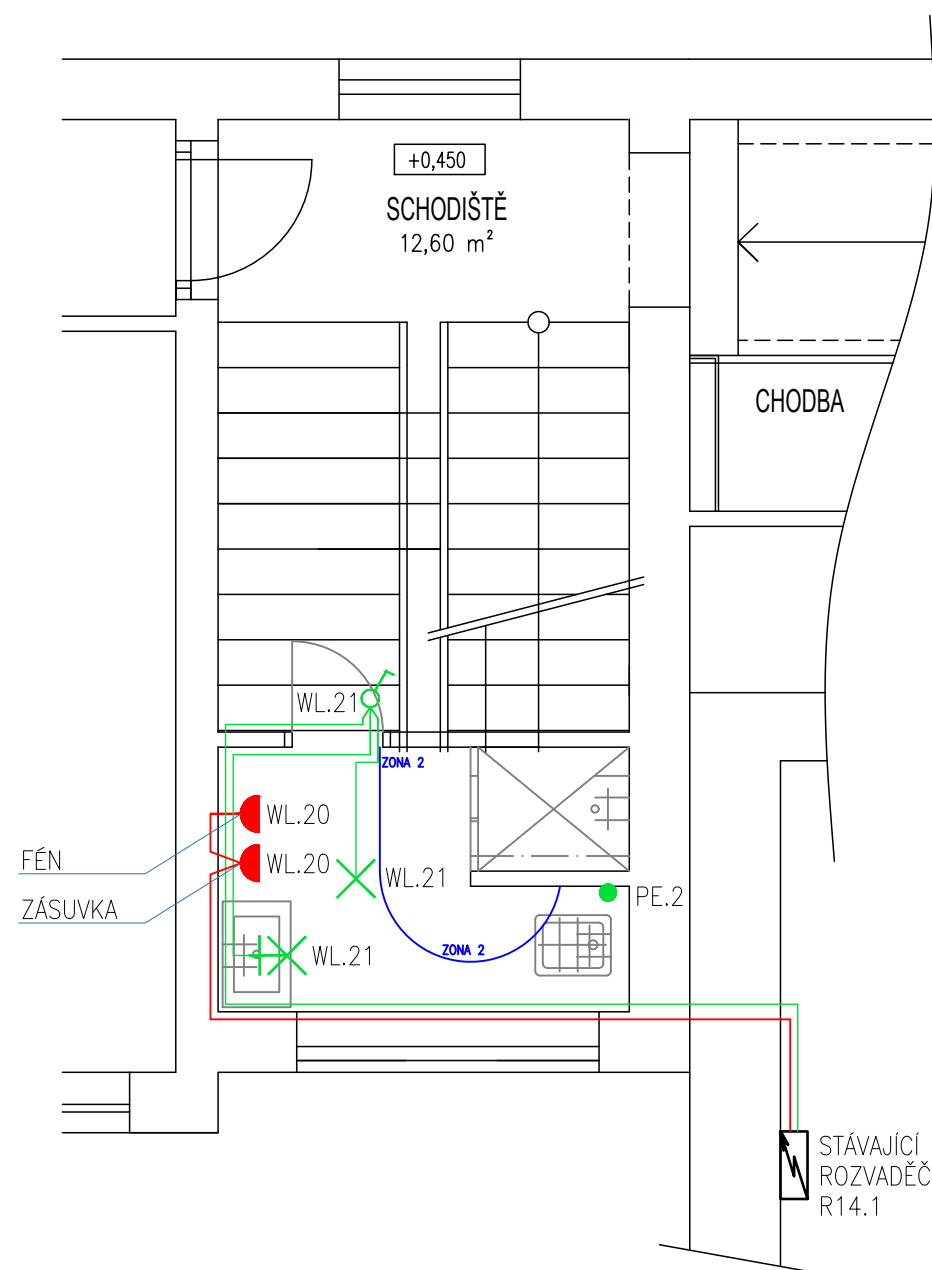 +0,450
SCHODIŠTĚ
12,60 m²
CHODBA
WL.21
ZONA 2
WL.20
FÉN
WL.20
WL.21
ZÁSUVKA
PE.2
ZONA 2
WL.21
STÁVAJÍCÍ
ROZVADĚČ
R14.1